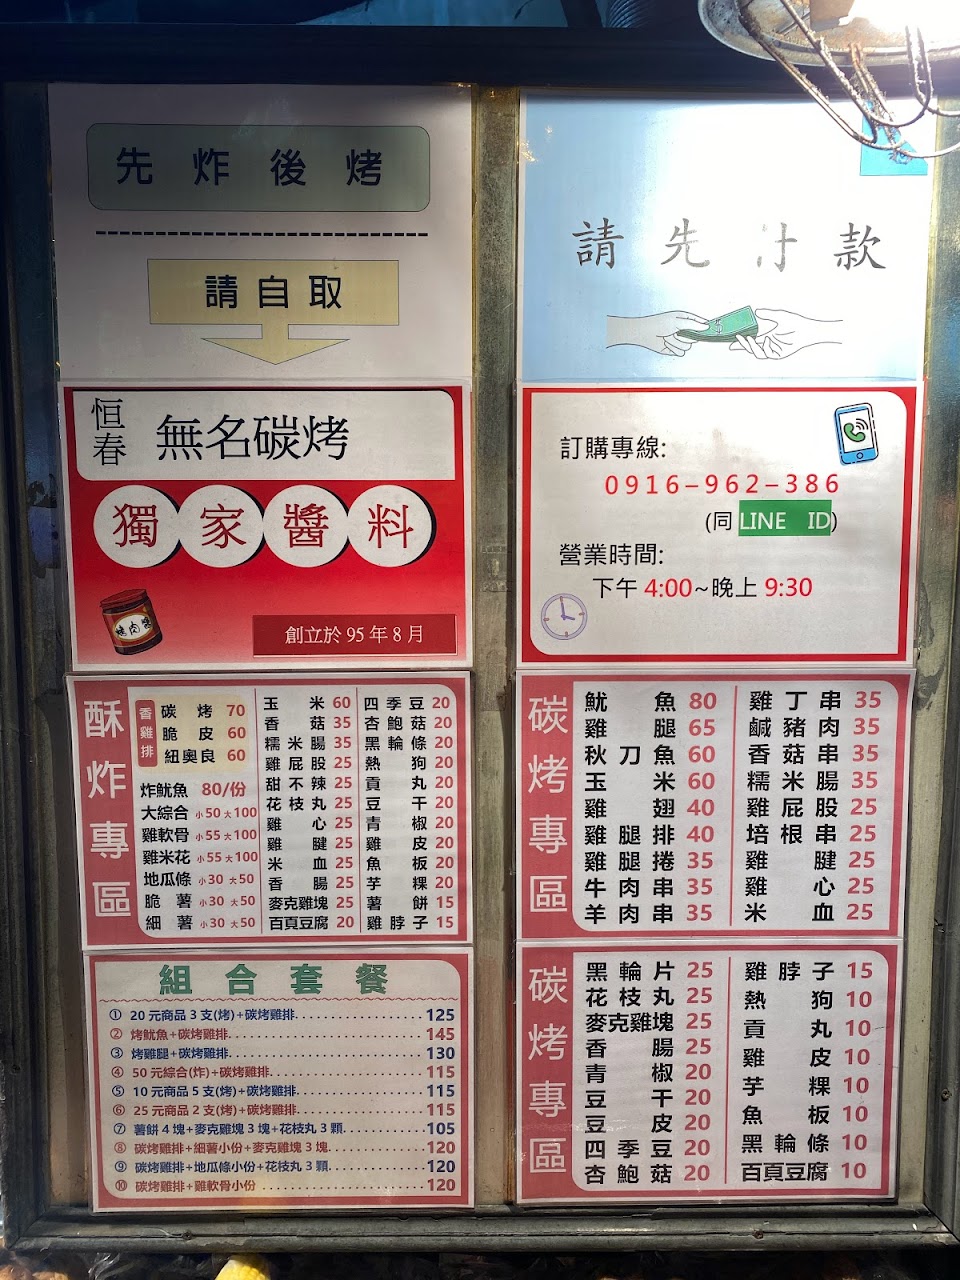 先炸後烤
請自取
請先汁款
恒春
無名碳烤
獨家醬料
烤肉醬
創立於95年8月
訂購專線:
0916-962-386
(同 LINE ID)
營業時間:
下午 4:00~晚上 9:30
酥炸專區
香雞排
碳烤 70
脆皮 60
紐奧良 60
炸魷魚 80/份
大綜合 小50大100
雞軟骨 小55大100
雞米花 小55大100
地瓜條 小30大50
脆薯 小30大50
細薯 小30大50
玉米 60
香菇 35
糯米腸 35
雞屁股 25
甜不辣 25
花枝丸 25
雞心 25
雞腱 25
米血 25
香腸 25
麥克雞塊 25
百頁豆腐 20
四季豆 20
杏鮑菇 20
黑輪條 20
熱狗 20
貢丸 20
豆干 20
青椒 20
雞皮 20
魚板 20
芋粿 20
薯餅 15
雞脖子 15
碳烤專區
魷魚 80
雞腿 65
秋刀魚 60
玉米 60
雞翅 40
雞腿排 40
雞腿捲 35
牛肉串 35
羊肉串 35
雞丁串 35
鹹豬肉 35
香菇串 35
糯米腸 35
雞屁股 25
培根串 25
雞腱 25
雞心 25
米血 25
組合套餐
① 20元商品3支(烤)+碳烤雞排 125
② 烤魷魚+碳烤雞排 145
③ 烤雞腿+碳烤雞排 130
④ 50元綜合(炸)+碳烤雞排 115
⑤ 10元商品5支(烤)+碳烤雞排 115
⑥ 25元商品2支(烤)+碳烤雞排 115
⑦ 薯餅4塊+麥克雞塊3塊+花枝丸3顆 105
⑧ 碳烤雞排+細薯小份+麥克雞塊3塊 120
⑨ 碳烤雞排+地瓜條小份+花枝丸3顆 120
⑩ 碳烤雞排+雞軟骨小份 120
碳烤專區
黑輪片 25
花枝丸 25
麥克雞塊 25
香腸 25
青椒 20
豆干 20
豆皮 20
四季豆 20
杏鮑菇 20
雞脖子 15
熱狗 10
貢丸 10
雞皮 10
芋粿 10
魚板 10
黑輪條 10
百頁豆腐 10